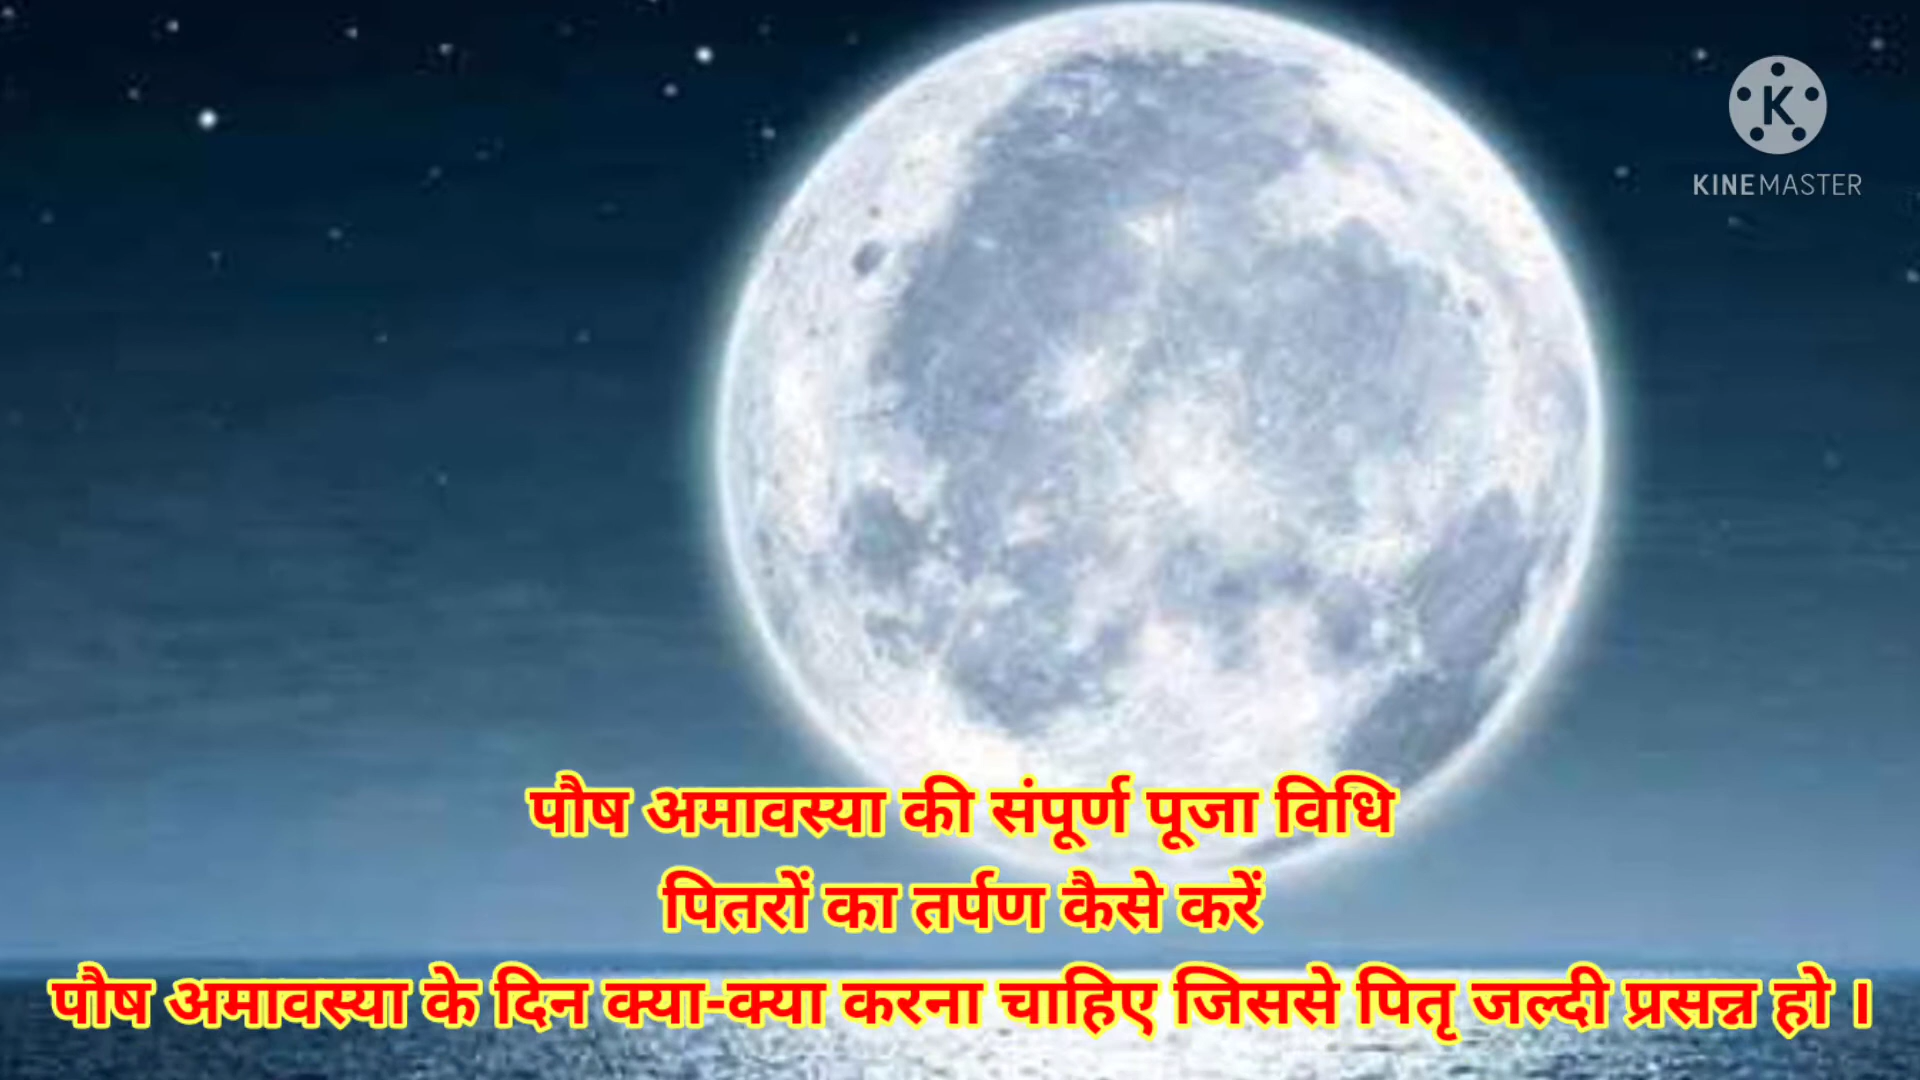 KINEMASTER
पौष अमावस्या की संपूर्ण पूजा विधि
पितरों का तर्पण कैसे करें
पौष अमावस्या के दिन क्या-क्या करना चाहिए जिससे पितृ जल्दी प्रसन्न हो ।